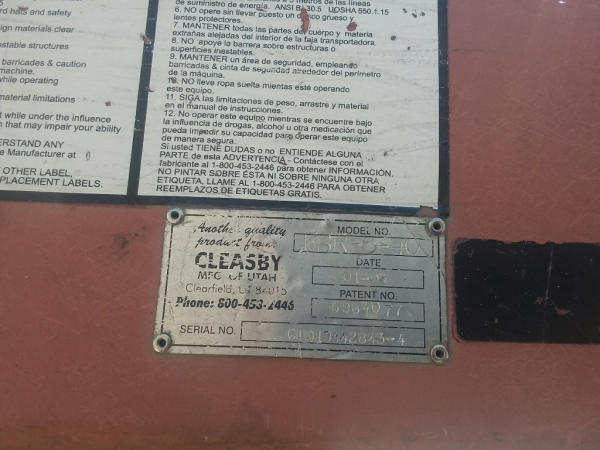 rd hats and safety
ign materials clear
stable structures
barricades & caution
machine.
while operating
material limitations
t while under the influence
n that may impair your ability
ERSTAND ANY
e Manufacturer at
OTHER LABEL,
PLACEMENT LABELS.
de suministro de energía. ANSI 30.5 UOSHA 550.1.15
6. NO opere sin llevar puesto un casco grueso y
lentes protectores.
7. MANTENER todas las partes del cuerpo y materia
extrañas alejadas del interior de la faja transportadora.
8. NO apoye la barrera sobre estructuras o
superficies inestables.
9. MANTENER un área de seguridad, empleando
barricadas & cinta de seguridad alrededor del perímetro
de la máquina.
10. NO lleve ropa suelta mientas esté operando
este equipo.
11. SIGA las limitaciones de peso, arrastre y material
en el manual de instrucciones.
12. No operar este equipo mientras se encuentre bajo
la influencia de drogas, alcohol u otra medicación que
pueda impedir su capacidad para operar este equipo
de manera segura.
Si usted TIENE DUDAS o no ENTIENDE ALGUNA
PARTE de esta ADVERTENCIA - Contáctese con el
fabricante al 1-800-453-2446 para obtener INFORMACIÓN.
NO PINTAR SOBRE ÉSTA NI SOBRE NINGUNA OTRA
ETIQUETA, LLAME AL 1-800-453-2446 PARA OBTENER
REEMPLAZOS DE ETIQUETAS GRATIS.
Another quality
product from:
CLEASBY
MFG OF UTAH
Clearfield, UT 84015
Phone: 800-453-2446
MODEL NO.
DATE
PATENT NO.
SERIAL NO.